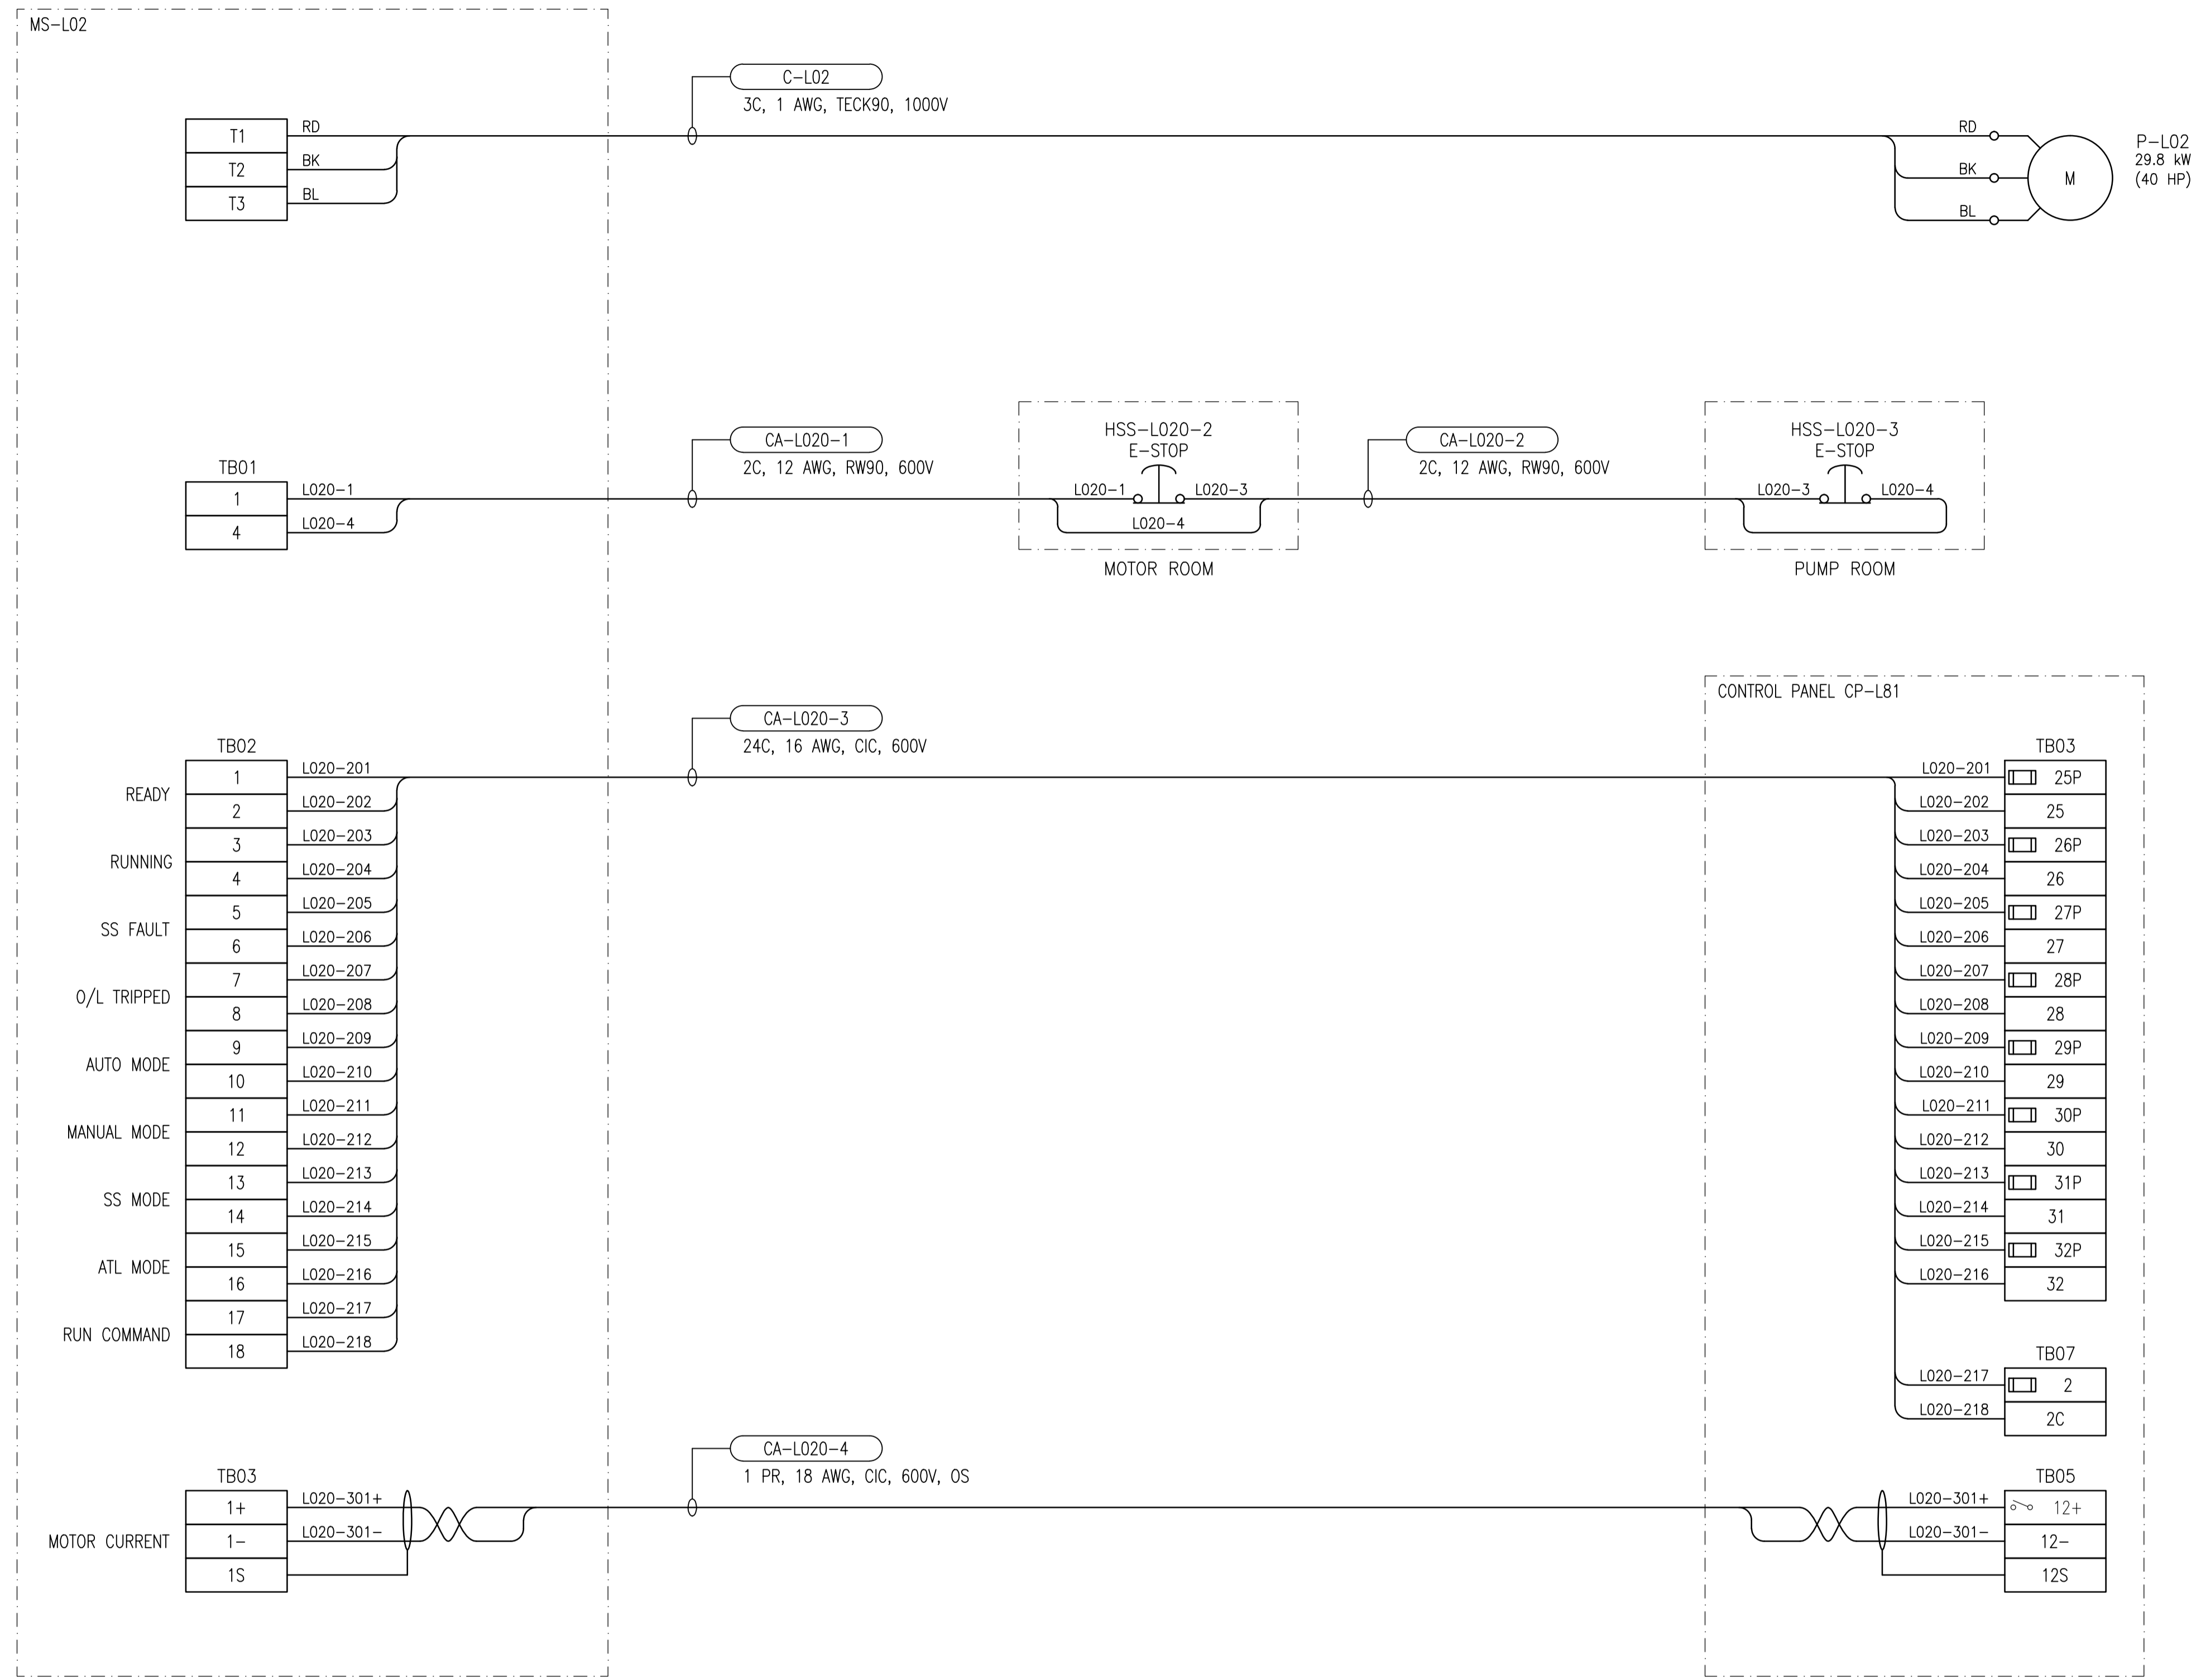 MS-L02
C-L02
3C, 1 AWG, TECK90, 1000V
T1
RD
T2
BK
T3
BL
RD
BK
BL
M
P-L02
29.8 kW
(40 HP)
TB01
1
L020-1
4
L020-4
CA-L020-1
2C, 12 AWG, RW90, 600V
HSS-L020-2
E-STOP
L020-1
L020-3
L020-4
MOTOR ROOM
CA-L020-2
2C, 12 AWG, RW90, 600V
HSS-L020-3
E-STOP
L020-3
L020-4
PUMP ROOM
CONTROL PANEL CP-L81
CA-L020-3
24C, 16 AWG, CIC, 600V
TB02
READY
1
L020-201
2
L020-202
RUNNING
3
L020-203
4
L020-204
SS FAULT
5
L020-205
6
L020-206
O/L TRIPPED
7
L020-207
8
L020-208
AUTO MODE
9
L020-209
10
L020-210
MANUAL MODE
11
L020-211
12
L020-212
SS MODE
13
L020-213
14
L020-214
ATL MODE
15
L020-215
16
L020-216
RUN COMMAND
17
L020-217
18
L020-218
TB03
L020-201
25P
L020-202
25
L020-203
26P
L020-204
26
L020-205
27P
L020-206
27
L020-207
28P
L020-208
28
L020-209
29P
L020-210
29
L020-211
30P
L020-212
30
L020-213
31P
L020-214
31
L020-215
32P
L020-216
32
TB07
L020-217
2
L020-218
2C
CA-L020-4
1 PR, 18 AWG, CIC, 600V, OS
TB03
MOTOR CURRENT
1+
L020-301+
1-
L020-301-
1S
TB05
L020-301+
12+
L020-301-
12-
12S